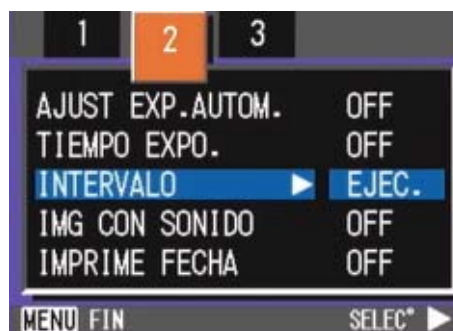 1 2 3
AJUST EXP.AUTOM. OFF
TIEMPO EXPO. OFF
INTERVALO ▶ EJEC.
IMG CON SONIDO OFF
IMPRIME FECHA OFF
MENU FIN SELEC° ▶